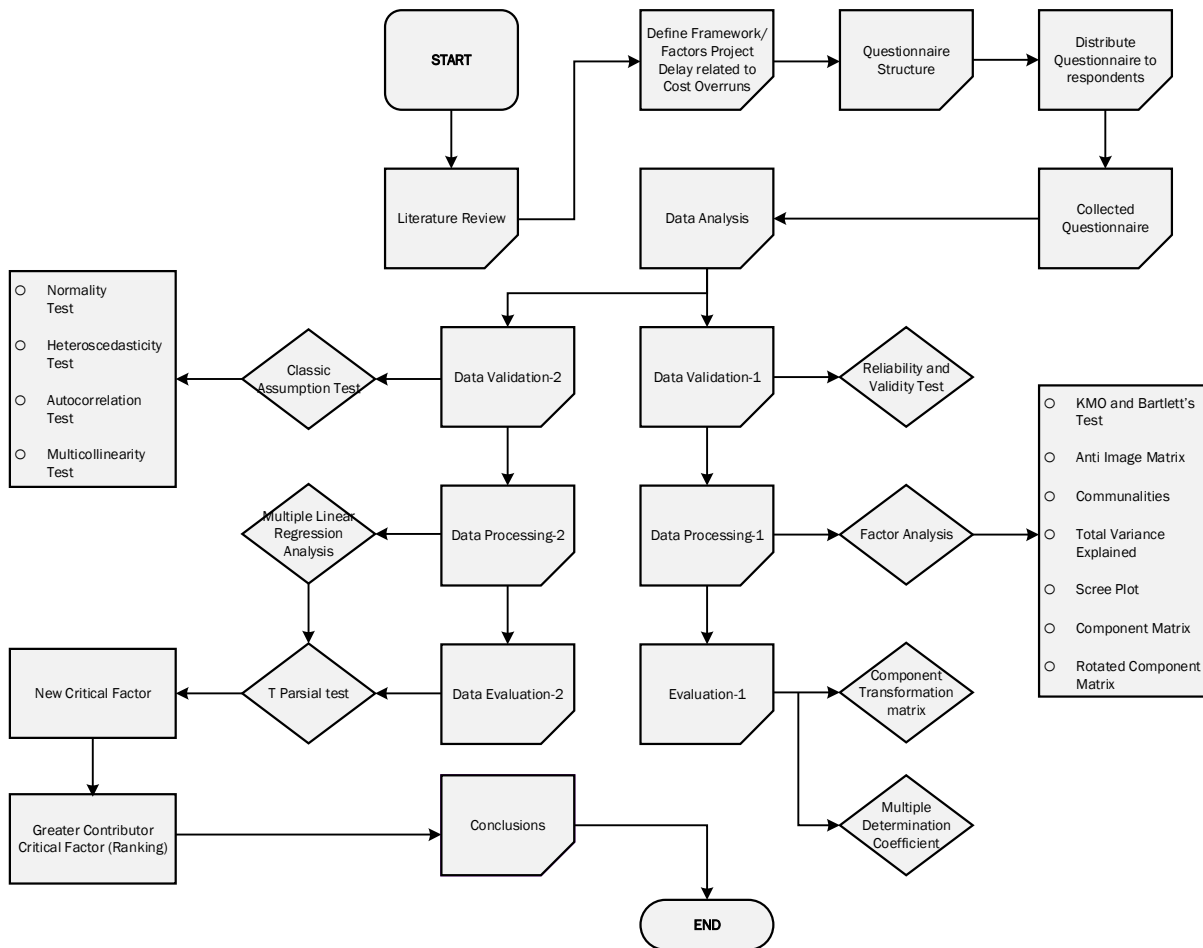 START
Define Framework/
Factors Project
Delay related to
Cost Overruns
Questionnaire
Structure
Distribute
Questionnaire to
respondents
Literature Review
Data Analysis
Collected
Questionnaire
Normality
Test
Heteroscedasticity
Test
Autocorrelation
Test
Multicollinearity
Test
Classic
Assumption Test
Data Validation-2
Data Validation-1
Reliability and
Validity Test
KMO and Bartlett's
Test
Anti Image Matrix
Communalities
Total Variance
Explained
Scree Plot
Component Matrix
Rotated Component
Matrix
Multiple Linear
Regression
Analysis
Data Processing-2
Data Processing-1
Factor Analysis
New Critical Factor
T Parsial test
Data Evaluation-2
Evaluation-1
Component
Transformation
matrix
Greater Contributor
Critical Factor (Ranking)
Conclusions
Multiple
Determination
Coefficient
END